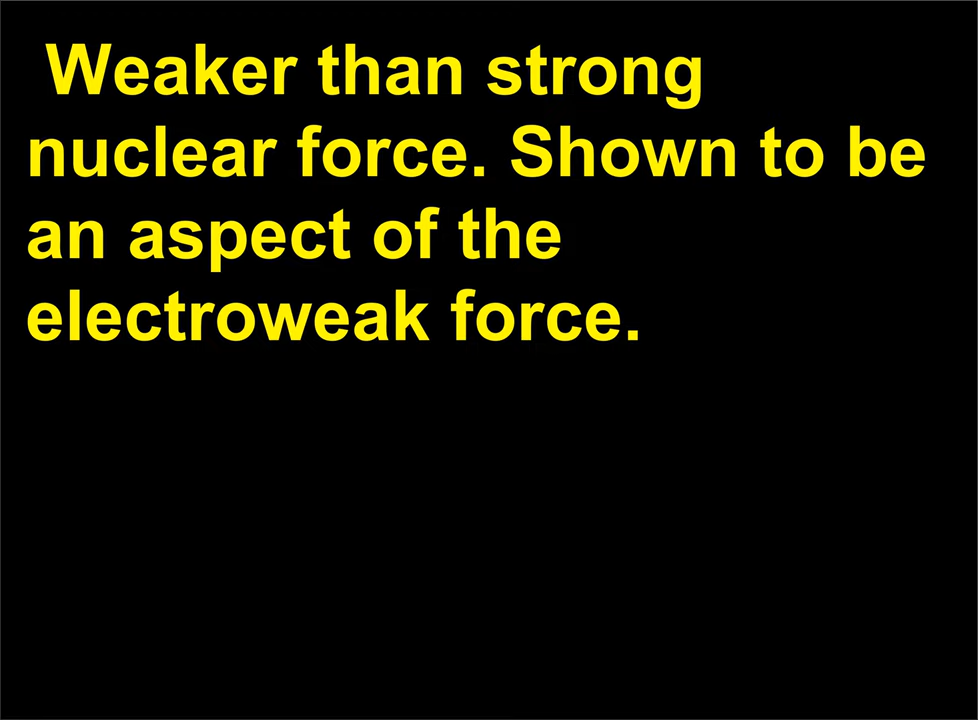 Weaker than strong
nuclear force. Shown to be
an aspect of the
electroweak force.